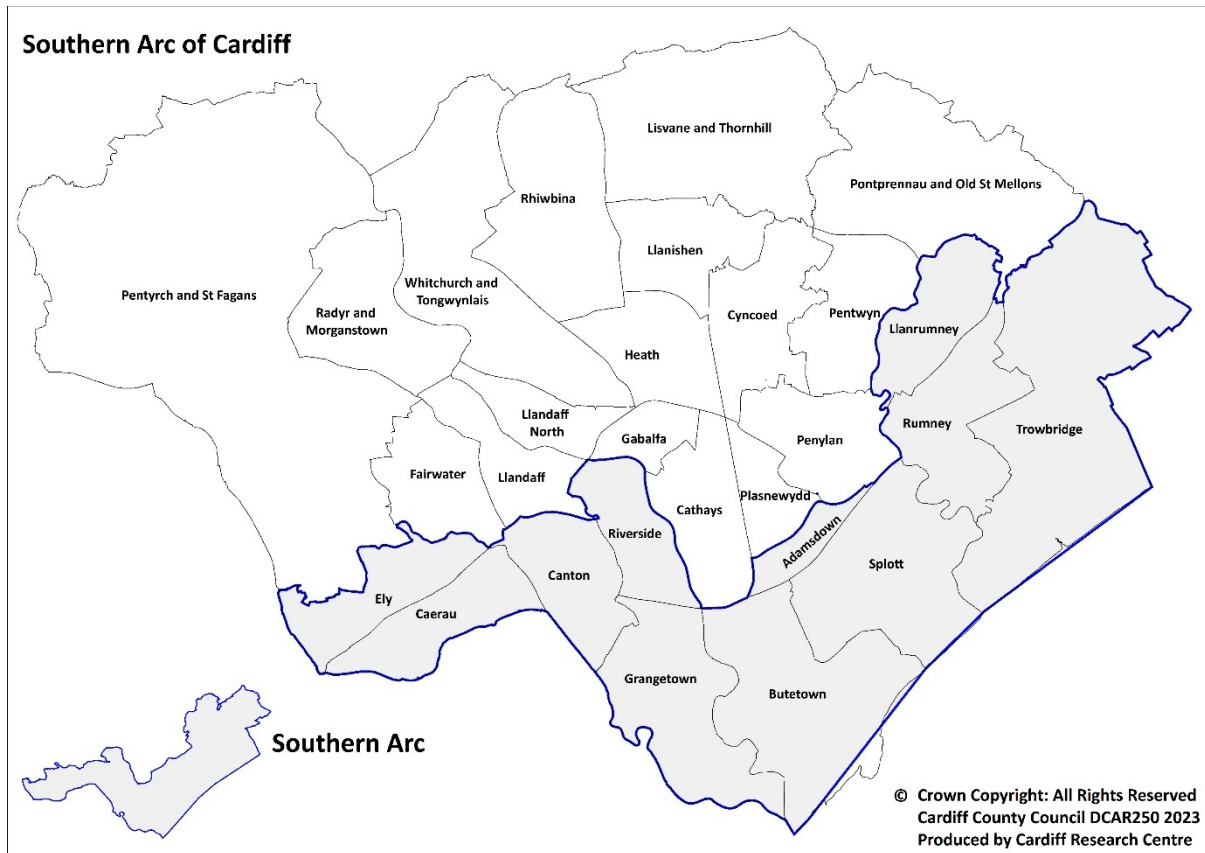 Southern Arc of Cardiff
Lisvane and Thornhill
Pontprennau and Old St Mellons
Rhiwbina
Llanishen
Pentyrch and St Fagans
Radyr and
Morganstown
Whitchurch and
Tongwynlais
Cyncoed
Pentwyn
Llanrumney
Heath
Llandaff
North
Gabalfa
Penylan
Rumney
Trowbridge
Fairwater
Llandaff
Cathays
Plasnewydd
Riverside
Adamsdown
Splott
Canton
Ely
Caerau
Grangetown
Butetown
Southern Arc
© Crown Copyright: All Rights Reserved
Cardiff County Council DCAR250 2023
Produced by Cardiff Research Centre